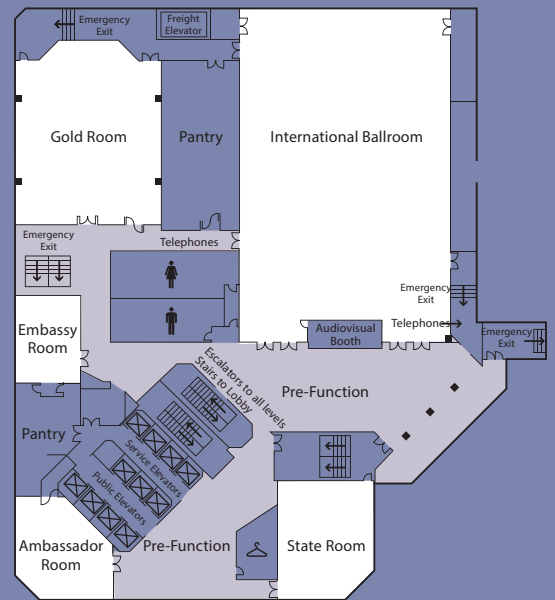 Emergency
Exit
Freight
Elevator
Gold Room
Pantry
International Ballroom
Emergency
Exit
Telephones
Emergency
Exit
Telephones
Emergency
Exit
Embassy
Room
Audiovisual
Booth
Escalators to all levels
Stairs to Lobby
Pre-Function
Pantry
Service Elevators
Public Elevators
Ambassador
Room
Pre-Function
State Room